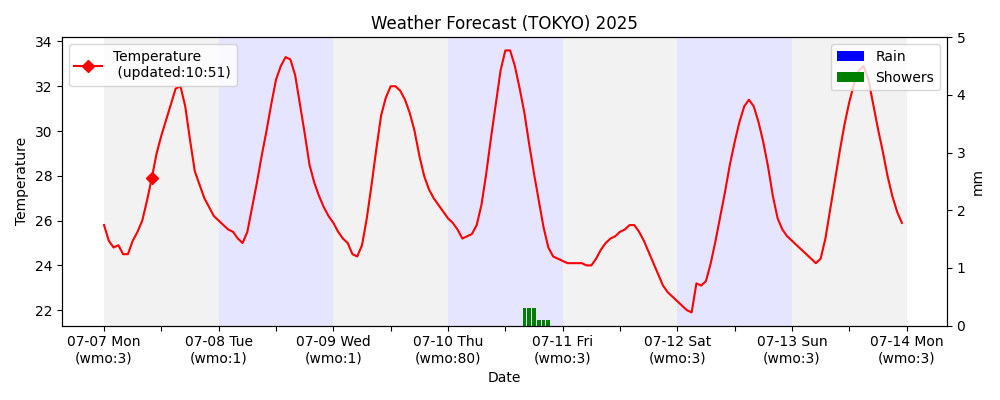 Weather Forecast (TOKYO) 2025
Temperature
(updated:10:51)
Rain
Showers
34
32
30
28
26
24
22
Temperature
5
4
3
2
1
0
mm
07-07 Mon
(wmo:3)
07-08 Tue
(wmo:1)
07-09 Wed
(wmo:1)
07-10 Thu
(wmo:80)
07-11 Fri
(wmo:3)
07-12 Sat
(wmo:3)
07-13 Sun
(wmo:3)
07-14 Mon
(wmo:3)
Date